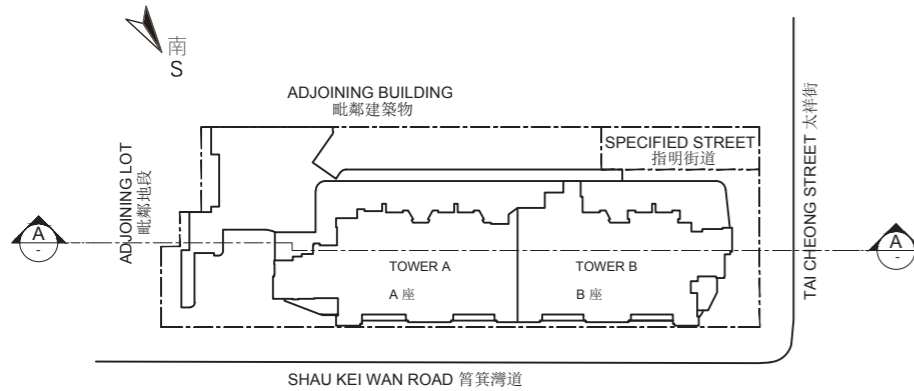 南
S
ADJOINING BUILDING
毗鄰建築物
SPECIFIED STREET
指明街道
ADJOINING LOT
毗鄰地段
TAI CHEONG STREET 太祥街
A
-
A
-
TOWER A
A 座
TOWER B
B 座
SHAU KEI WAN ROAD 筲箕灣道